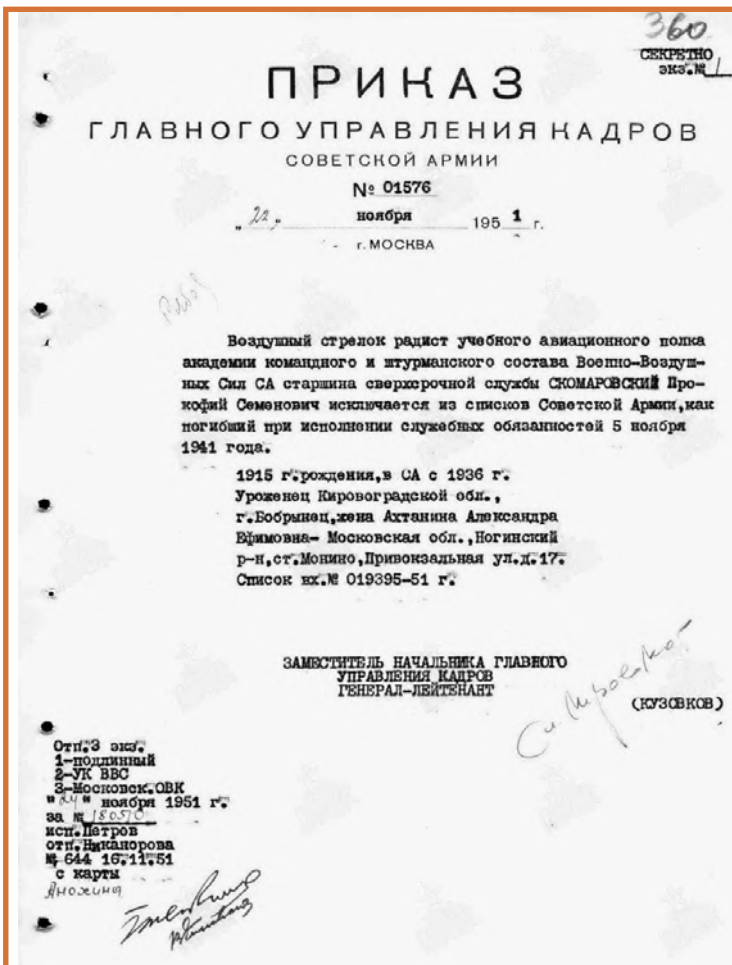 360
СЕКРЕТНО
экз.№ 1
ПРИКАЗ
ГЛАВНОГО УПРАВЛЕНИЯ КАДРОВ
СОВЕТСКОЙ АРМИИ
№ 01576
„22„ ноября 1951 г.
г. МОСКВА
Воздушный стрелок радист учебного авиационного полка
академии командного и штурманского состава Военно-Воздуш-
ных Сил СА старшина сверхсрочной службы СКОМАРОВСКИЙ Про-
кофий Семенович исключается из списков Советской Армии,как
погибший при исполнении служебных обязанностей 5 ноября
1941 года.
1915 г.рождения,в СА с 1936 г.
Уроженец Кировоградской обл.,
г.Бобрынец,жена Ахтанина Александра
Ефимовна- Московская обл.,Ногинский
р-н,ст.Монино,Привокзальная ул.д.17.
Список вх.№ 019395-51 г.
ЗАМЕСТИТЕЛЬ НАЧАЛЬНИКА ГЛАВНОГО
УПРАВЛЕНИЯ КАДРОВ
ГЕНЕРАЛ-ЛЕЙТЕНАНТ
(КУЗОВКОВ)
Отп.3 экз.
1-подлинный
2-УК ВВС
3-Московск.ОВК
"24" ноября 1951 г.
за № 180510
исп.Петров
отп.Никанорова
№ 644 16.11.51
с карты
Анохина